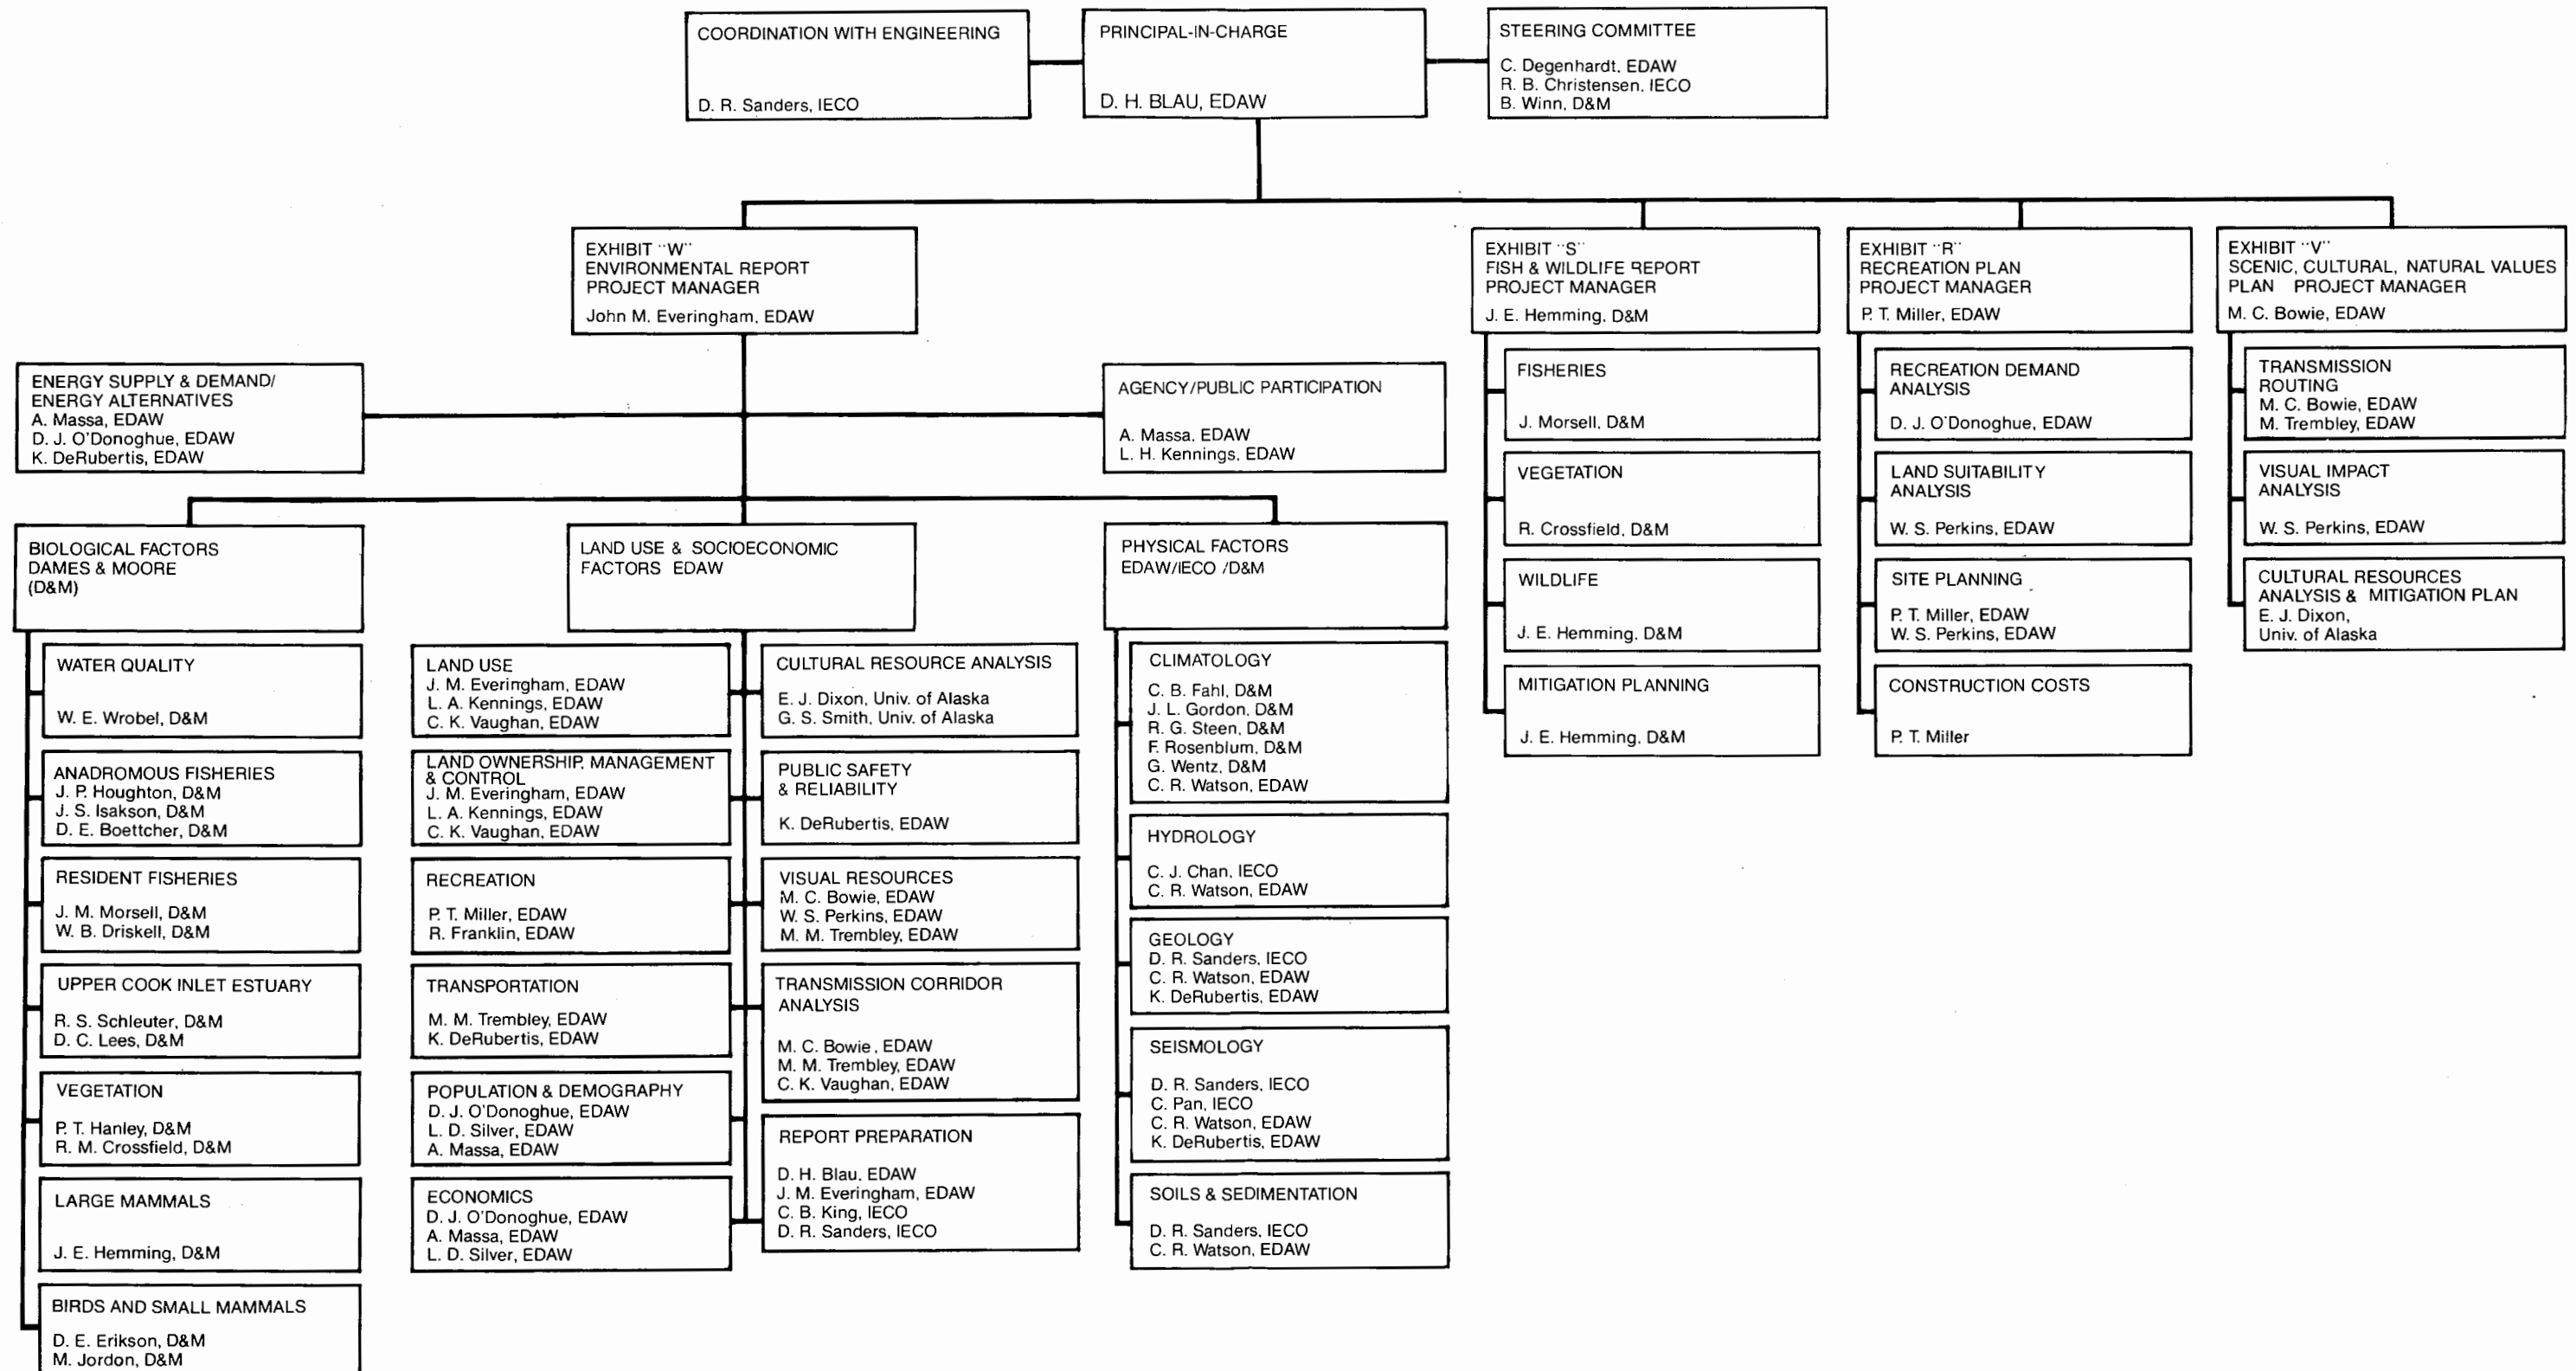 COORDINATION WITH ENGINEERING
D. R. Sanders, IECO
PRINCIPAL-IN-CHARGE
D. H. BLAU, EDAW
STEERING COMMITTEE
C. Degenhardt, EDAW
R. B. Christensen, IECO
B. Winn, D&M
EXHIBIT "W"
ENVIRONMENTAL REPORT
PROJECT MANAGER
John M. Everingham, EDAW
EXHIBIT "S"
FISH & WILDLIFE REPORT
PROJECT MANAGER
J. E. Hemming, D&M
EXHIBIT "R"
RECREATION PLAN
PROJECT MANAGER
P. T. Miller, EDAW
EXHIBIT "V"
SCENIC, CULTURAL, NATURAL VALUES
PLAN PROJECT MANAGER
M. C. Bowie, EDAW
ENERGY SUPPLY & DEMAND/
ENERGY ALTERNATIVES
A. Massa, EDAW
D. J. O'Donoghue, EDAW
K. DeRubertis, EDAW
AGENCY/PUBLIC PARTICIPATION
A. Massa, EDAW
L. H. Kennings, EDAW
BIOLOGICAL FACTORS
DAMES & MOORE
(D&M)
WATER QUALITY
W. E. Wrobel, D&M
ANADROMOUS FISHERIES
J. P. Houghton, D&M
J. S. Isakson, D&M
D. E. Boettcher, D&M
RESIDENT FISHERIES
J. M. Morsell, D&M
W. B. Driskell, D&M
UPPER COOK INLET ESTUARY
R. S. Schleuter, D&M
D. C. Lees, D&M
VEGETATION
P. T. Hanley, D&M
R. M. Crossfield, D&M
LARGE MAMMALS
J. E. Hemming, D&M
BIRDS AND SMALL MAMMALS
D. E. Erikson, D&M
M. Jordon, D&M
LAND USE & SOCIOECONOMIC
FACTORS EDAW
LAND USE
J. M. Everingham, EDAW
L. A. Kennings, EDAW
C. K. Vaughan, EDAW
LAND OWNERSHIP, MANAGEMENT
& CONTROL
J. M. Everingham, EDAW
L. A. Kennings, EDAW
C. K. Vaughan, EDAW
RECREATION
P. T. Miller, EDAW
R. Franklin, EDAW
TRANSPORTATION
M. M. Trembley, EDAW
K. DeRubertis, EDAW
POPULATION & DEMOGRAPHY
D. J. O'Donoghue, EDAW
L. D. Silver, EDAW
A. Massa, EDAW
ECONOMICS
D. J. O'Donoghue, EDAW
A. Massa, EDAW
L. D. Silver, EDAW
CULTURAL RESOURCE ANALYSIS
E. J. Dixon, Univ. of Alaska
G. S. Smith, Univ. of Alaska
PUBLIC SAFETY
& RELIABILITY
K. DeRubertis, EDAW
VISUAL RESOURCES
M. C. Bowie, EDAW
W. S. Perkins, EDAW
M. M. Trembley, EDAW
TRANSMISSION CORRIDOR
ANALYSIS
M. C. Bowie, EDAW
M. M. Trembley, EDAW
C. K. Vaughan, EDAW
REPORT PREPARATION
D. H. Blau, EDAW
J. M. Everingham, EDAW
C. B. King, IECO
D. R. Sanders, IECO
PHYSICAL FACTORS
EDAW/IECO /D&M
CLIMATOLOGY
C. B. Fahl, D&M
J. L. Gordon, D&M
R. G. Steen, D&M
F. Rosenblum, D&M
G. Wentz, D&M
C. R. Watson, EDAW
HYDROLOGY
C. J. Chan, IECO
C. R. Watson, EDAW
GEOLOGY
D. R. Sanders, IECO
C. R. Watson, EDAW
K. DeRubertis, EDAW
SEISMOLOGY
D. R. Sanders, IECO
C. Pan, IECO
C. R. Watson, EDAW
K. DeRubertis, EDAW
SOILS & SEDIMENTATION
D. R. Sanders, IECO
C. R. Watson, EDAW
FISHERIES
J. Morsell, D&M
VEGETATION
R. Crossfield, D&M
WILDLIFE
J. E. Hemming, D&M
MITIGATION PLANNING
J. E. Hemming, D&M
RECREATION DEMAND
ANALYSIS
D. J. O'Donoghue, EDAW
LAND SUITABILITY
ANALYSIS
W. S. Perkins, EDAW
SITE PLANNING
P. T. Miller, EDAW
W. S. Perkins, EDAW
CONSTRUCTION COSTS
P. T. Miller
TRANSMISSION
ROUTING
M. C. Bowie, EDAW
M. Trembley, EDAW
VISUAL IMPACT
ANALYSIS
W. S. Perkins, EDAW
CULTURAL RESOURCES
ANALYSIS & MITIGATION PLAN
E. J. Dixon,
Univ. of Alaska